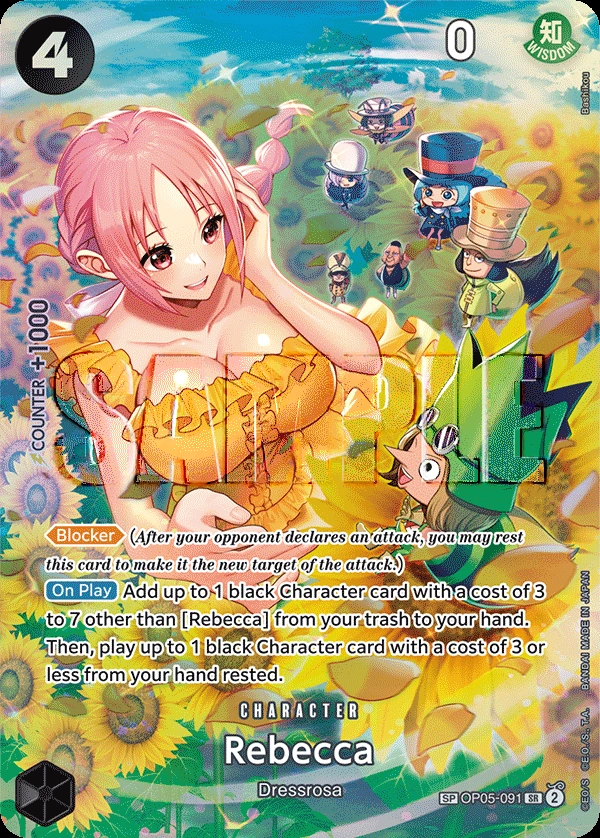 4
0
知
WISDOM
Bashikou
COUNTER +1000
SAMPLE
Blocker (After your opponent declares an attack, you may rest
this card to make it the new target of the attack.)
On Play Add up to 1 black Character card with a cost of 3
to 7 other than [Rebecca] from your trash to your hand.
Then, play up to 1 black Character card with a cost of 3 or
less from your hand rested.
CHARACTER
Rebecca
Dressrosa
SP OP05-091 SR 2
©E.O/S ©E.O/S., T.A. BANDAI MADE IN JAPAN